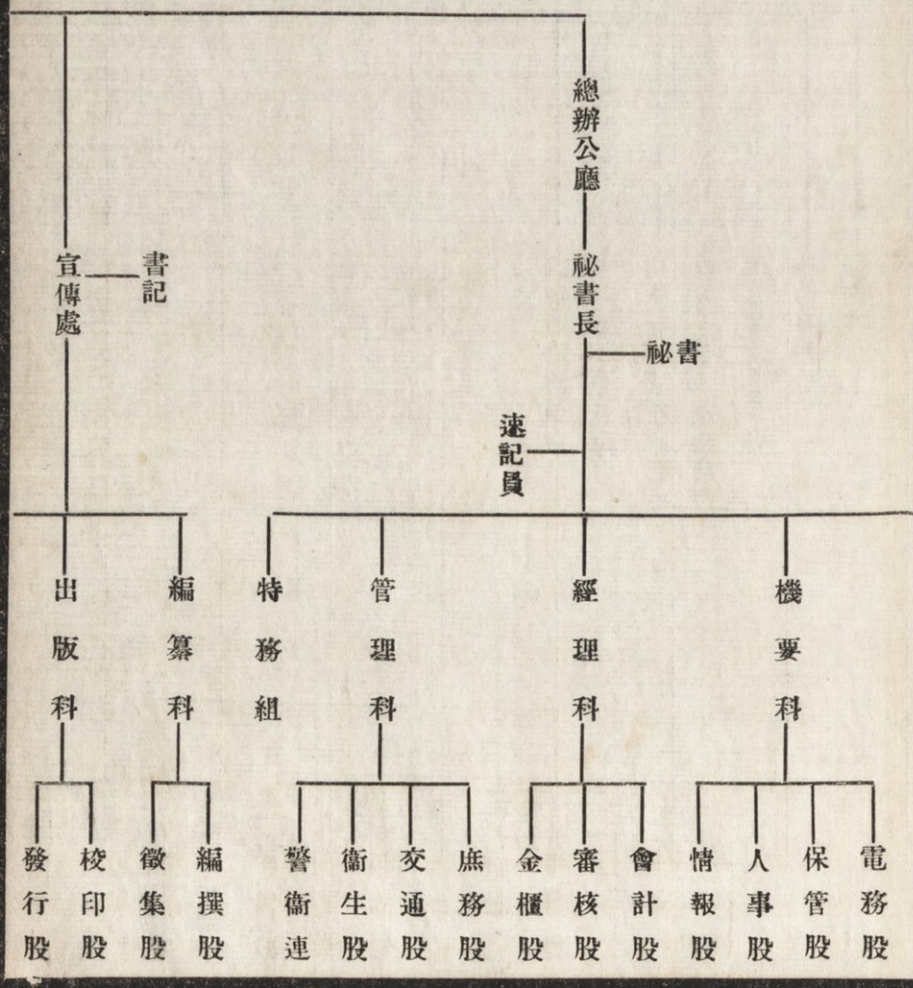 總辦公廳
祕書長
祕書
速記員
機要科
經理科
管理科
特務組
電務股
保管股
人事股
情報股
會計股
審核股
金櫃股
庶務股
交通股
衞生股
警衞連
書記
宣傳處
編纂科
出版科
編撰股
徵集股
校印股
發行股